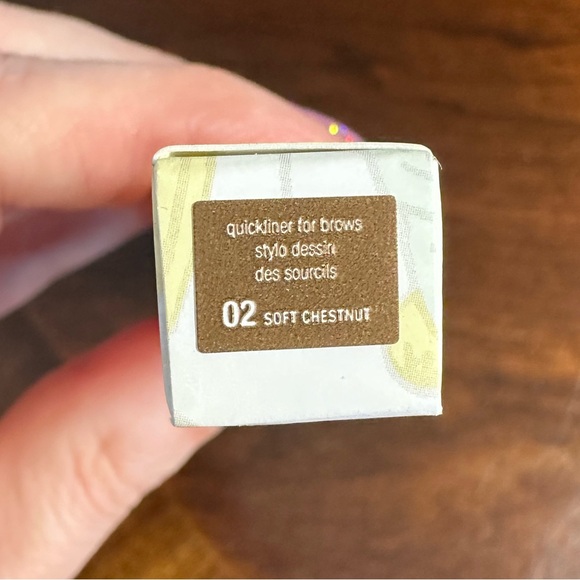 quickliner for brows
stylo dessin
des sourcils
02 SOFT CHESTNUT